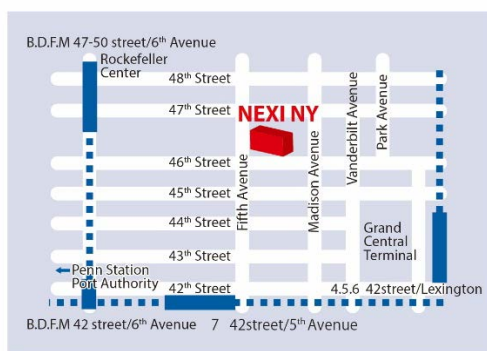 B.D.F.M 47-50 street/6th Avenue
Rockefeller
Center
48th Street
47th Street
NEXI NY
46th Street
45th Street
44th Street
43th Street
42th Street
Fifth Avenue
Madison Avenue
Vanderbilt Avenue
Park Avenue
Grand
Central
Terminal
Penn Station
Port Authority
4.5.6 42street/Lexington
B.D.F.M 42 street/6th Avenue 7 42street/5th Avenue